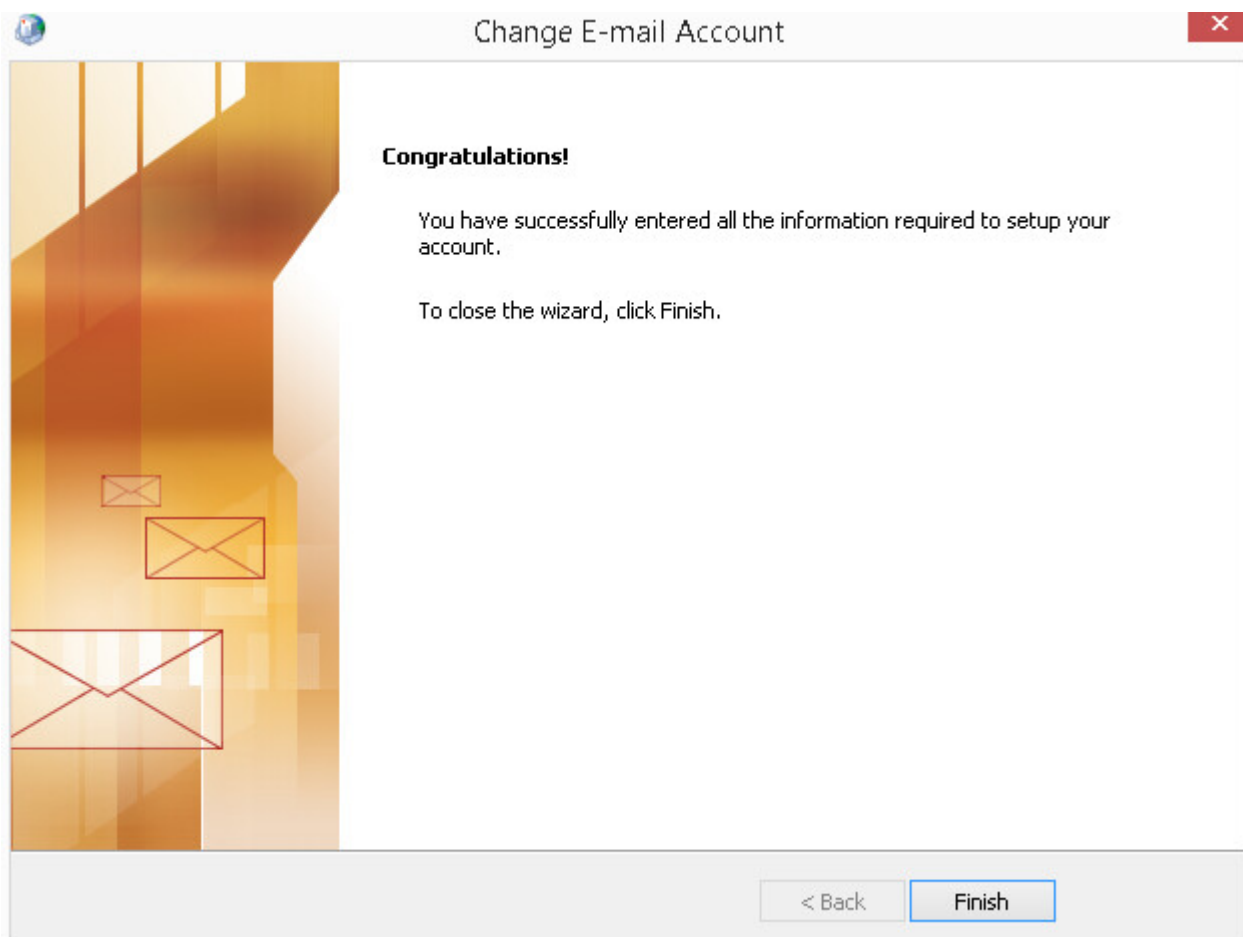 Change E-mail Account
Congratulations!
You have successfully entered all the information required to setup your
account.
To close the wizard, click Finish.
< Back
Finish